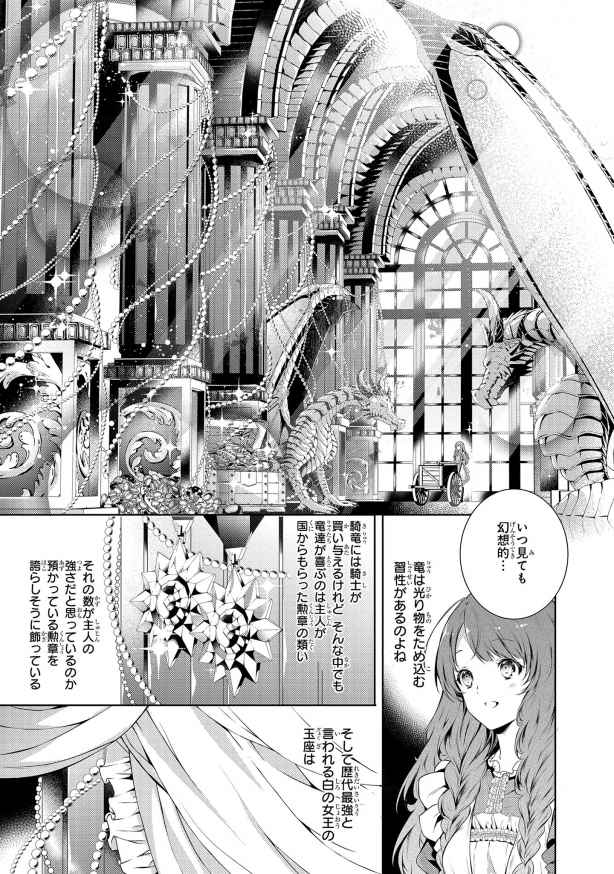 いつ見ても
幻想的…
竜は光り物をため込む
習性があるのよね
騎竜には騎士が
買い与えるけれど そんな中でも
竜達が喜ぶのは主人が
国からもらった勲章の類い
それの数が主人の
強さだと思っているのか
預かっている勲章を
誇らしそうに飾っている
そして歴代最強と
言われる白の女王の
玉座は